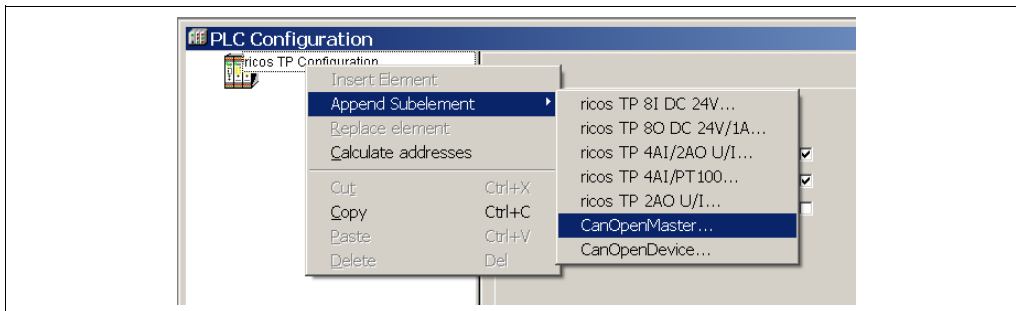 PLC Configuration
ricos TP Configuration
Insert Element
Append Subelement
Replace element
Calculate addresses
Cut Ctrl+X
Copy Ctrl+C
Paste Ctrl+V
Delete Del
ricos TP 8I DC 24V...
ricos TP 8O DC 24V/1A...
ricos TP 4AI/2AO U/I...
ricos TP 4AI/PT100...
ricos TP 2AO U/I...
CanOpenMaster...
CanOpenDevice...